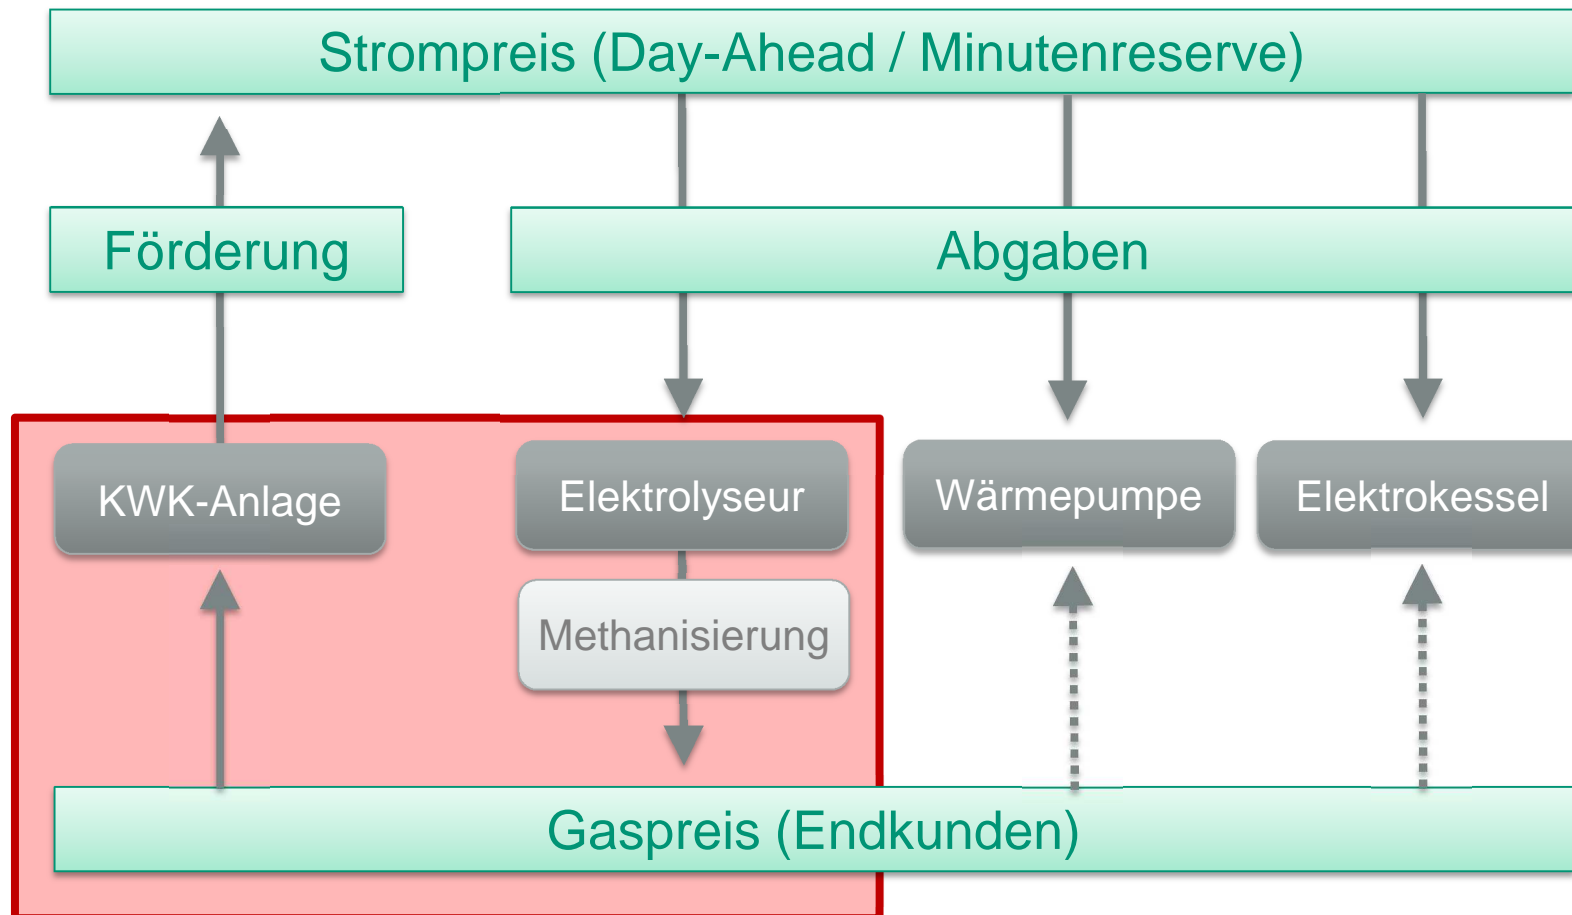 Strompreis (Day-Ahead / Minutenreserve)
Förderung
Abgaben
KWK-Anlage
Elektrolyseur
Wärmepumpe
Elektrokessel
Methanisierung
Gaspreis (Endkunden)